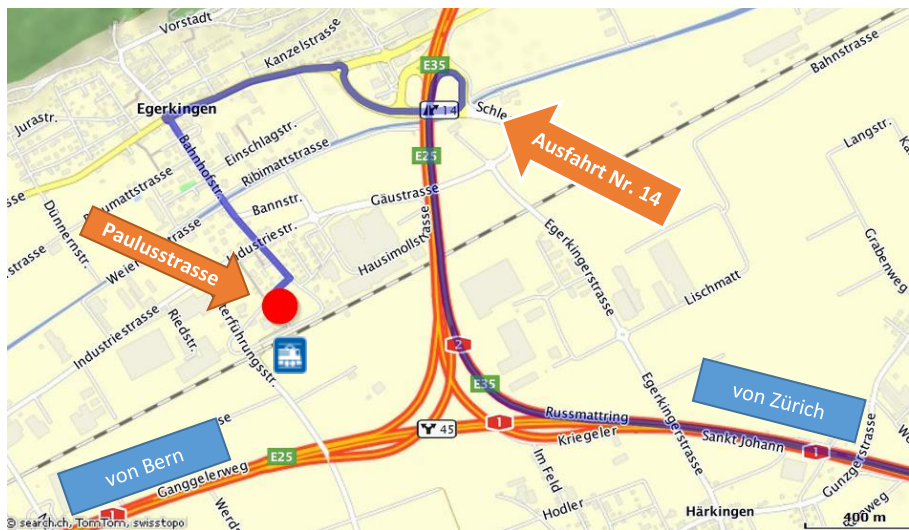 Vorstadt
Kanzelstrasse
E35
Bahnstrasse
14
Schle
Egerkingen
Jurastr.
Einschlagstr.
Ausfahrt Nr. 14
Langstr.
Bahnhofstr.
Ribimattstrasse
E25
Gäustrasse
Bannstr.
Dünnernstr.
Paulusstrasse
Industriestr.
Hausimollstrasse
Egerkingerstrasse
Grabenweg
Lischmatt
Industriestrasse
Riedstr.
2
E35
Egerkingerstrasse
von Zürich
Russmattring
1
45
Kriegeler
Sankt Johann
1
von Bern
E25
Ganggelerweg
Im Feld
Gunzgerstrasse
1
Hodler
Härkingen
© search.ch, TomTom, swisstopo
400 m